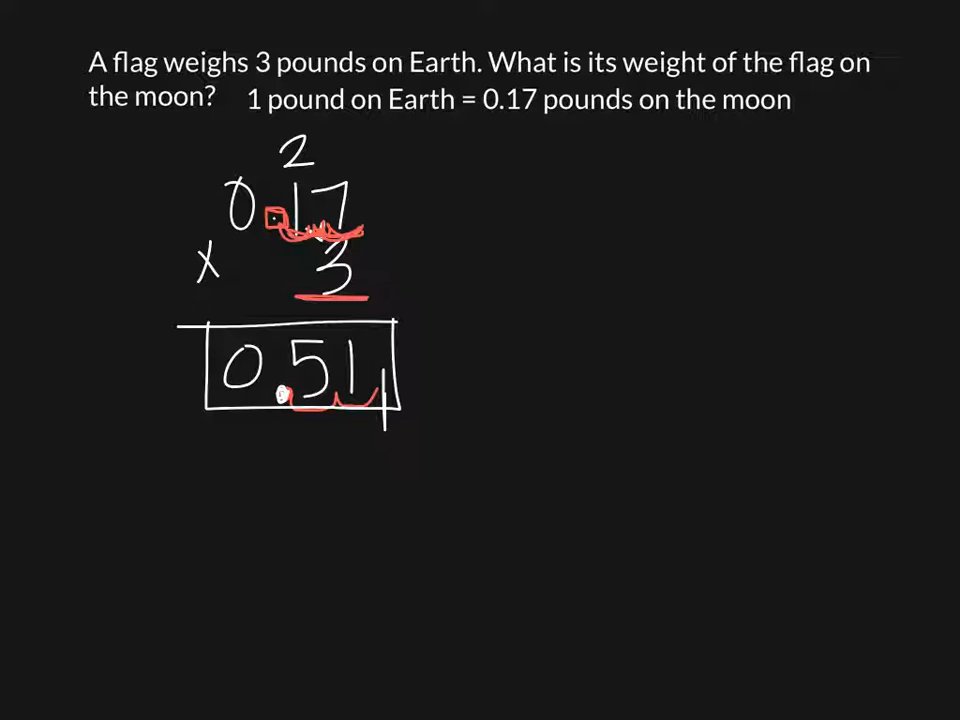 A flag weighs 3 pounds on Earth. What is its weight of the flag on
the moon? 1 pound on Earth = 0.17 pounds on the moon
2
0.17
x 3
0.51